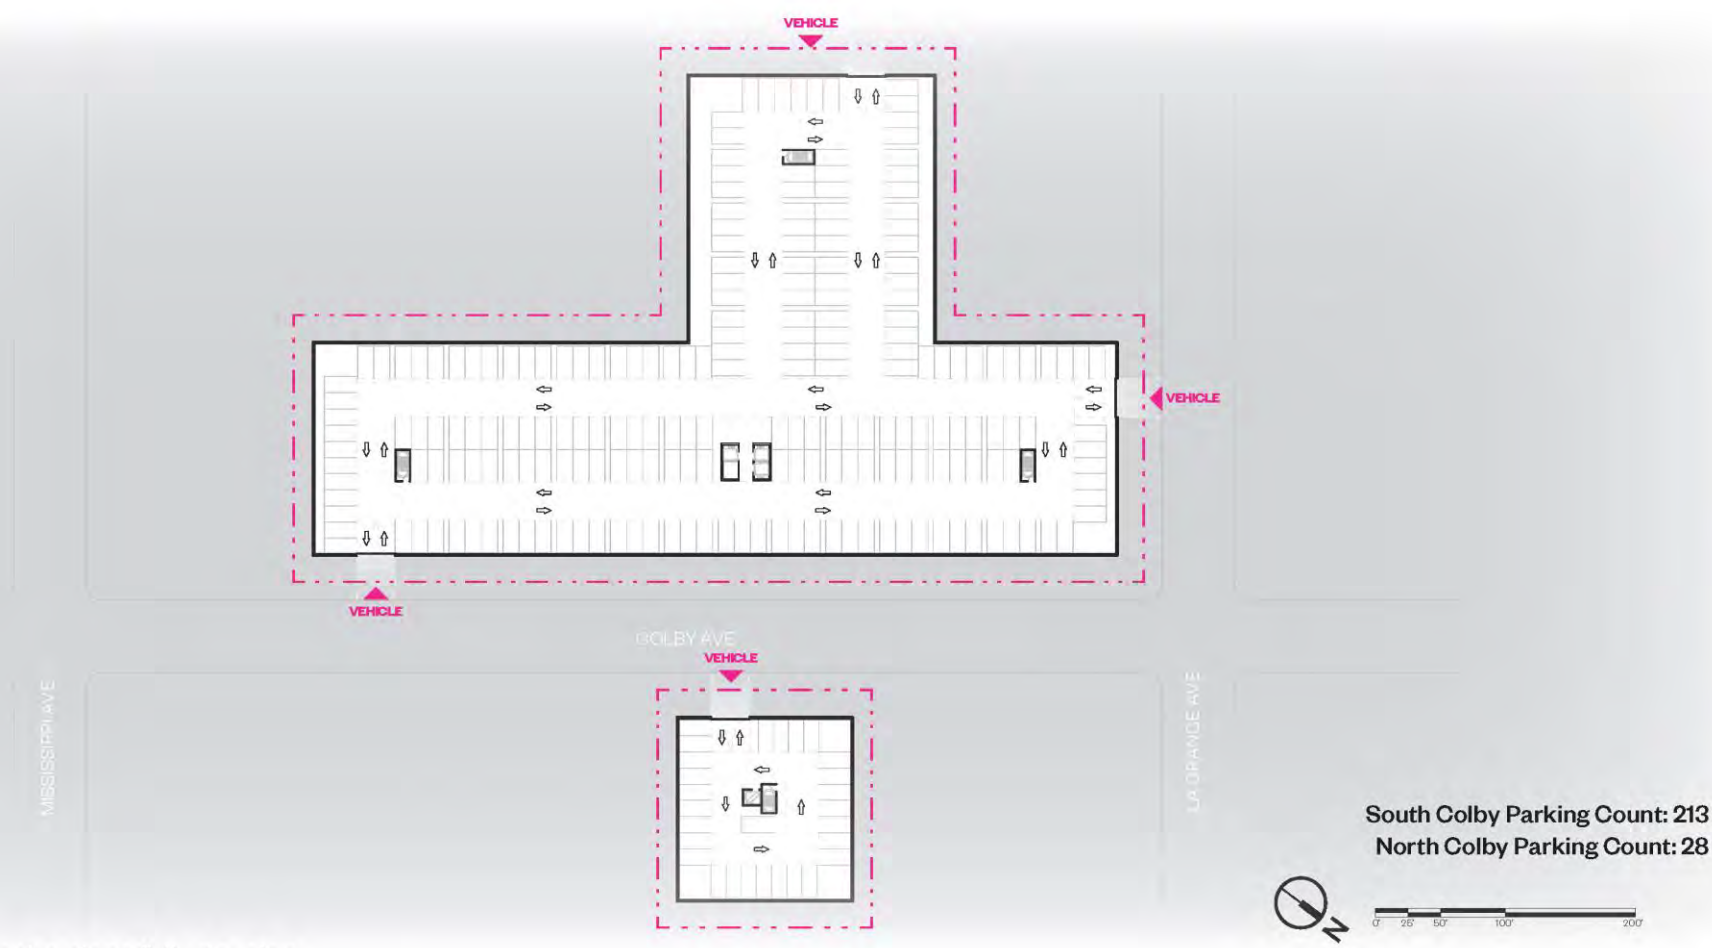 VEHICLE
VEHICLE
VEHICLE
COLBY AVE
VEHICLE
MISSISSIPPI AVE
LA GRANGE AVE
South Colby Parking Count: 213
North Colby Parking Count: 28
N
0' 25' 50' 100' 200'